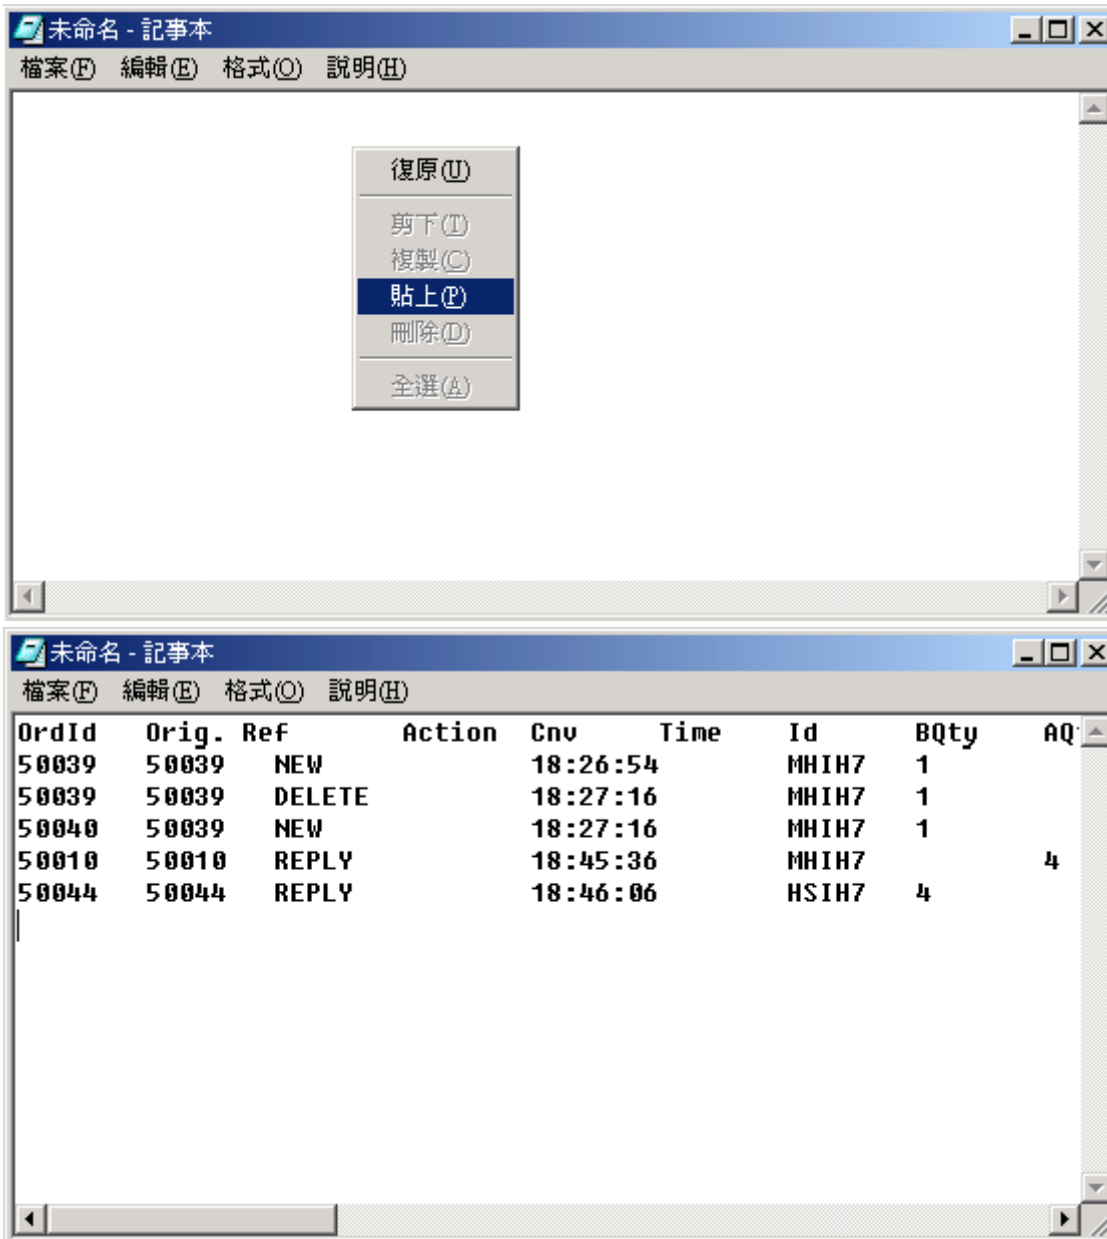 未命名 - 記事本
檔案(F) 編輯(E) 格式(O) 說明(H)
復原(U)
剪下(T)
複製(C)
貼上(P)
刪除(D)
全選(A)
未命名 - 記事本
檔案(F) 編輯(E) 格式(O) 說明(H)
OrdId Orig. Ref Action Cnv Time Id BQty AQ
50039 50039 NEW 18:26:54 MHIH7 1
50039 50039 DELETE 18:27:16 MHIH7 1
50040 50039 NEW 18:27:16 MHIH7 1
50010 50010 REPLY 18:45:36 MHIH7 4
50044 50044 REPLY 18:46:06 HSIH7 4